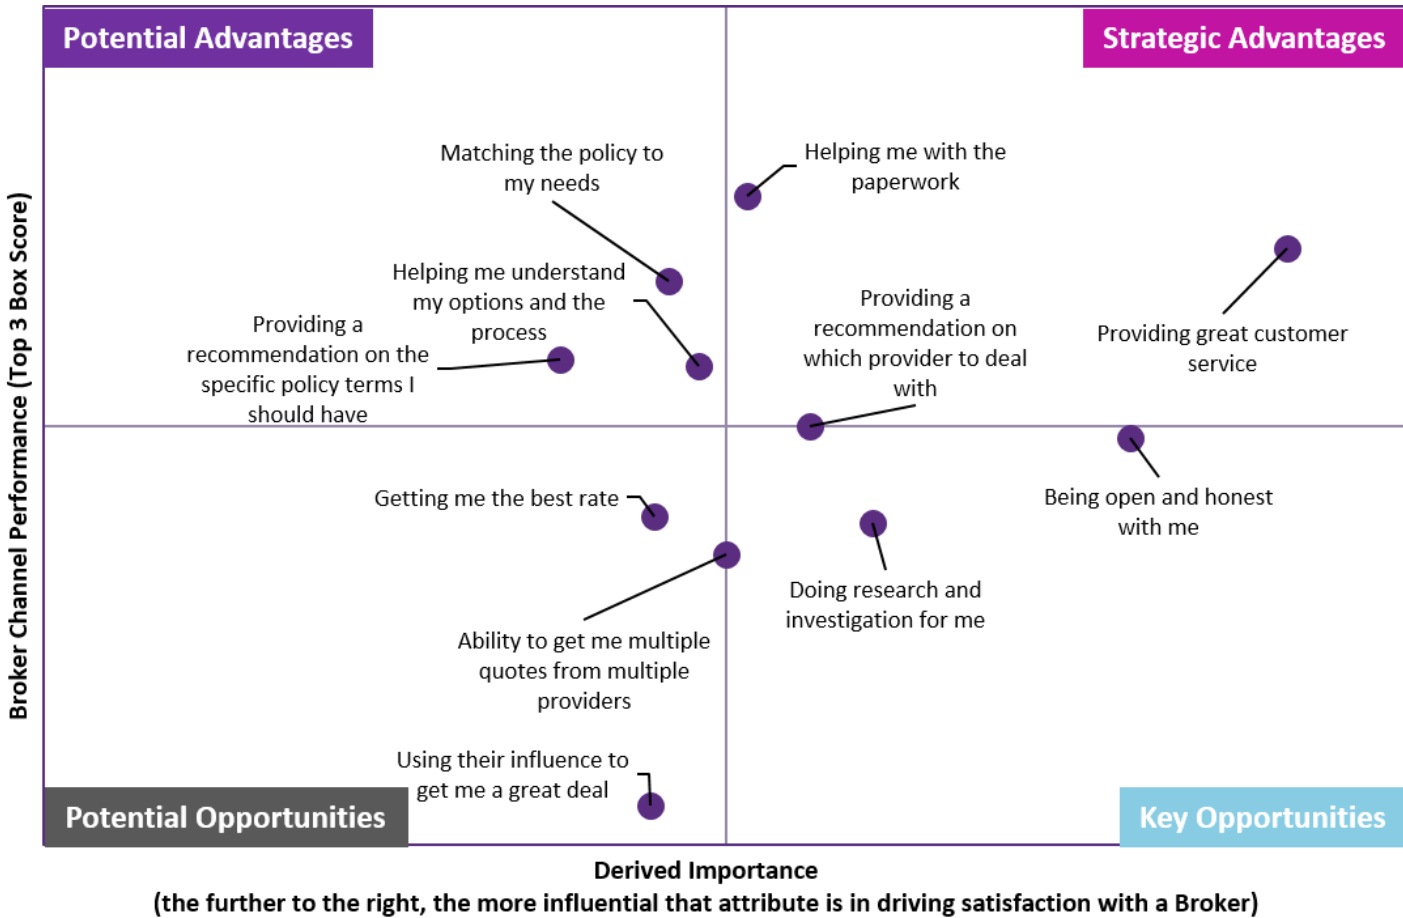 Potential Advantages
Strategic Advantages
Matching the policy to
my needs
Helping me with the
paperwork
Helping me understand
my options and the
process
Providing a
recommendation on the
specific policy terms I
should have
Providing a
recommendation on
which provider to deal
with
Providing great customer
service
Broker Channel Performance (Top 3 Box Score)
Getting me the best rate
Being open and honest
with me
Doing research and
investigation for me
Ability to get me multiple
quotes from multiple
providers
Using their influence to
get me a great deal
Potential Opportunities
Key Opportunities
Derived Importance
(the further to the right, the more influential that attribute is in driving satisfaction with a Broker)